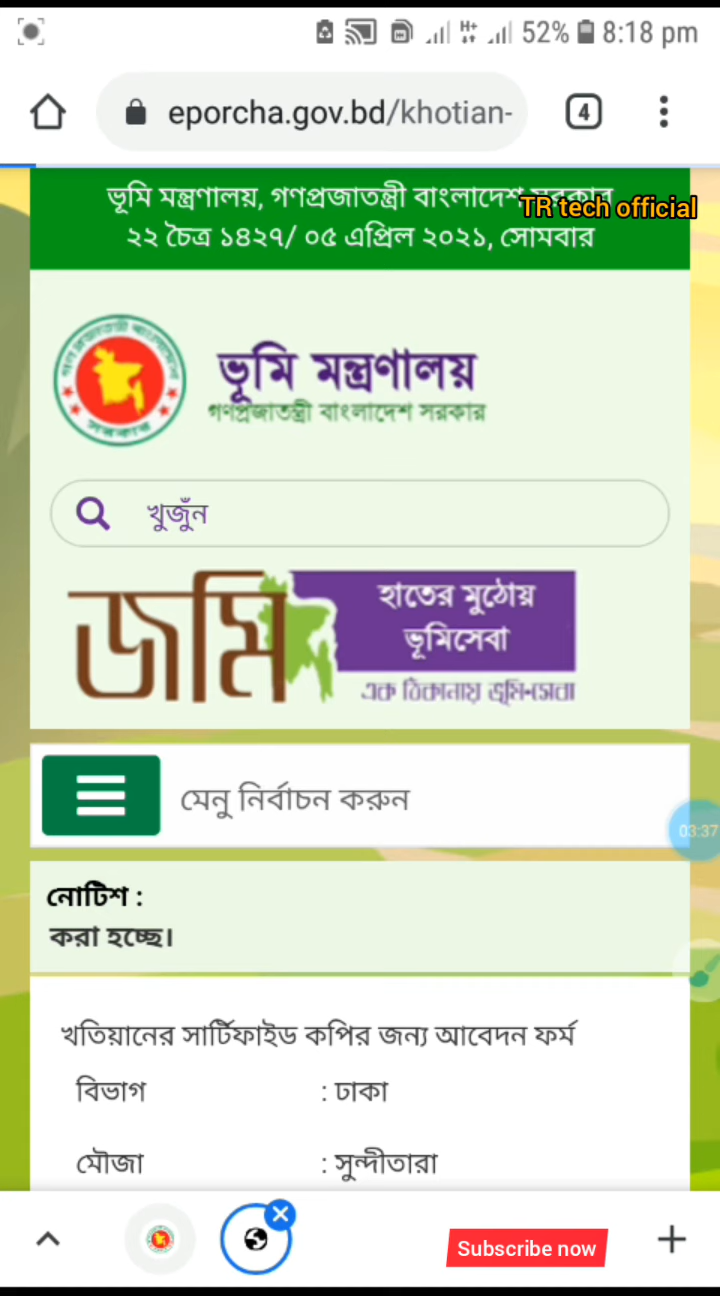 52% 8:18 pm
eporcha.gov.bd/khotian-
4
ভূমি মন্ত্রণালয়, গণপ্রজাতন্ত্রী বাংলাদেশ সরকার
TR tech official
২২ চৈত্র ১৪২৭/ ০৫ এপ্রিল ২০২১, সোমবার
ভূমি মন্ত্রণালয়
গণপ্রজাতন্ত্রী বাংলাদেশ সরকার
খুজুঁন
জমি
হাতের মুঠোয়
ভূমিসেবা
এক ঠিকানায় ভূমিসেবা
মেনু নির্বাচন করুন
03:37
নোটিশ :
করা হচ্ছে।
খতিয়ানের সার্টিফাইড কপির জন্য আবেদন ফর্ম
বিভাগ : ঢাকা
মৌজা : সুন্দীতারা
Subscribe now